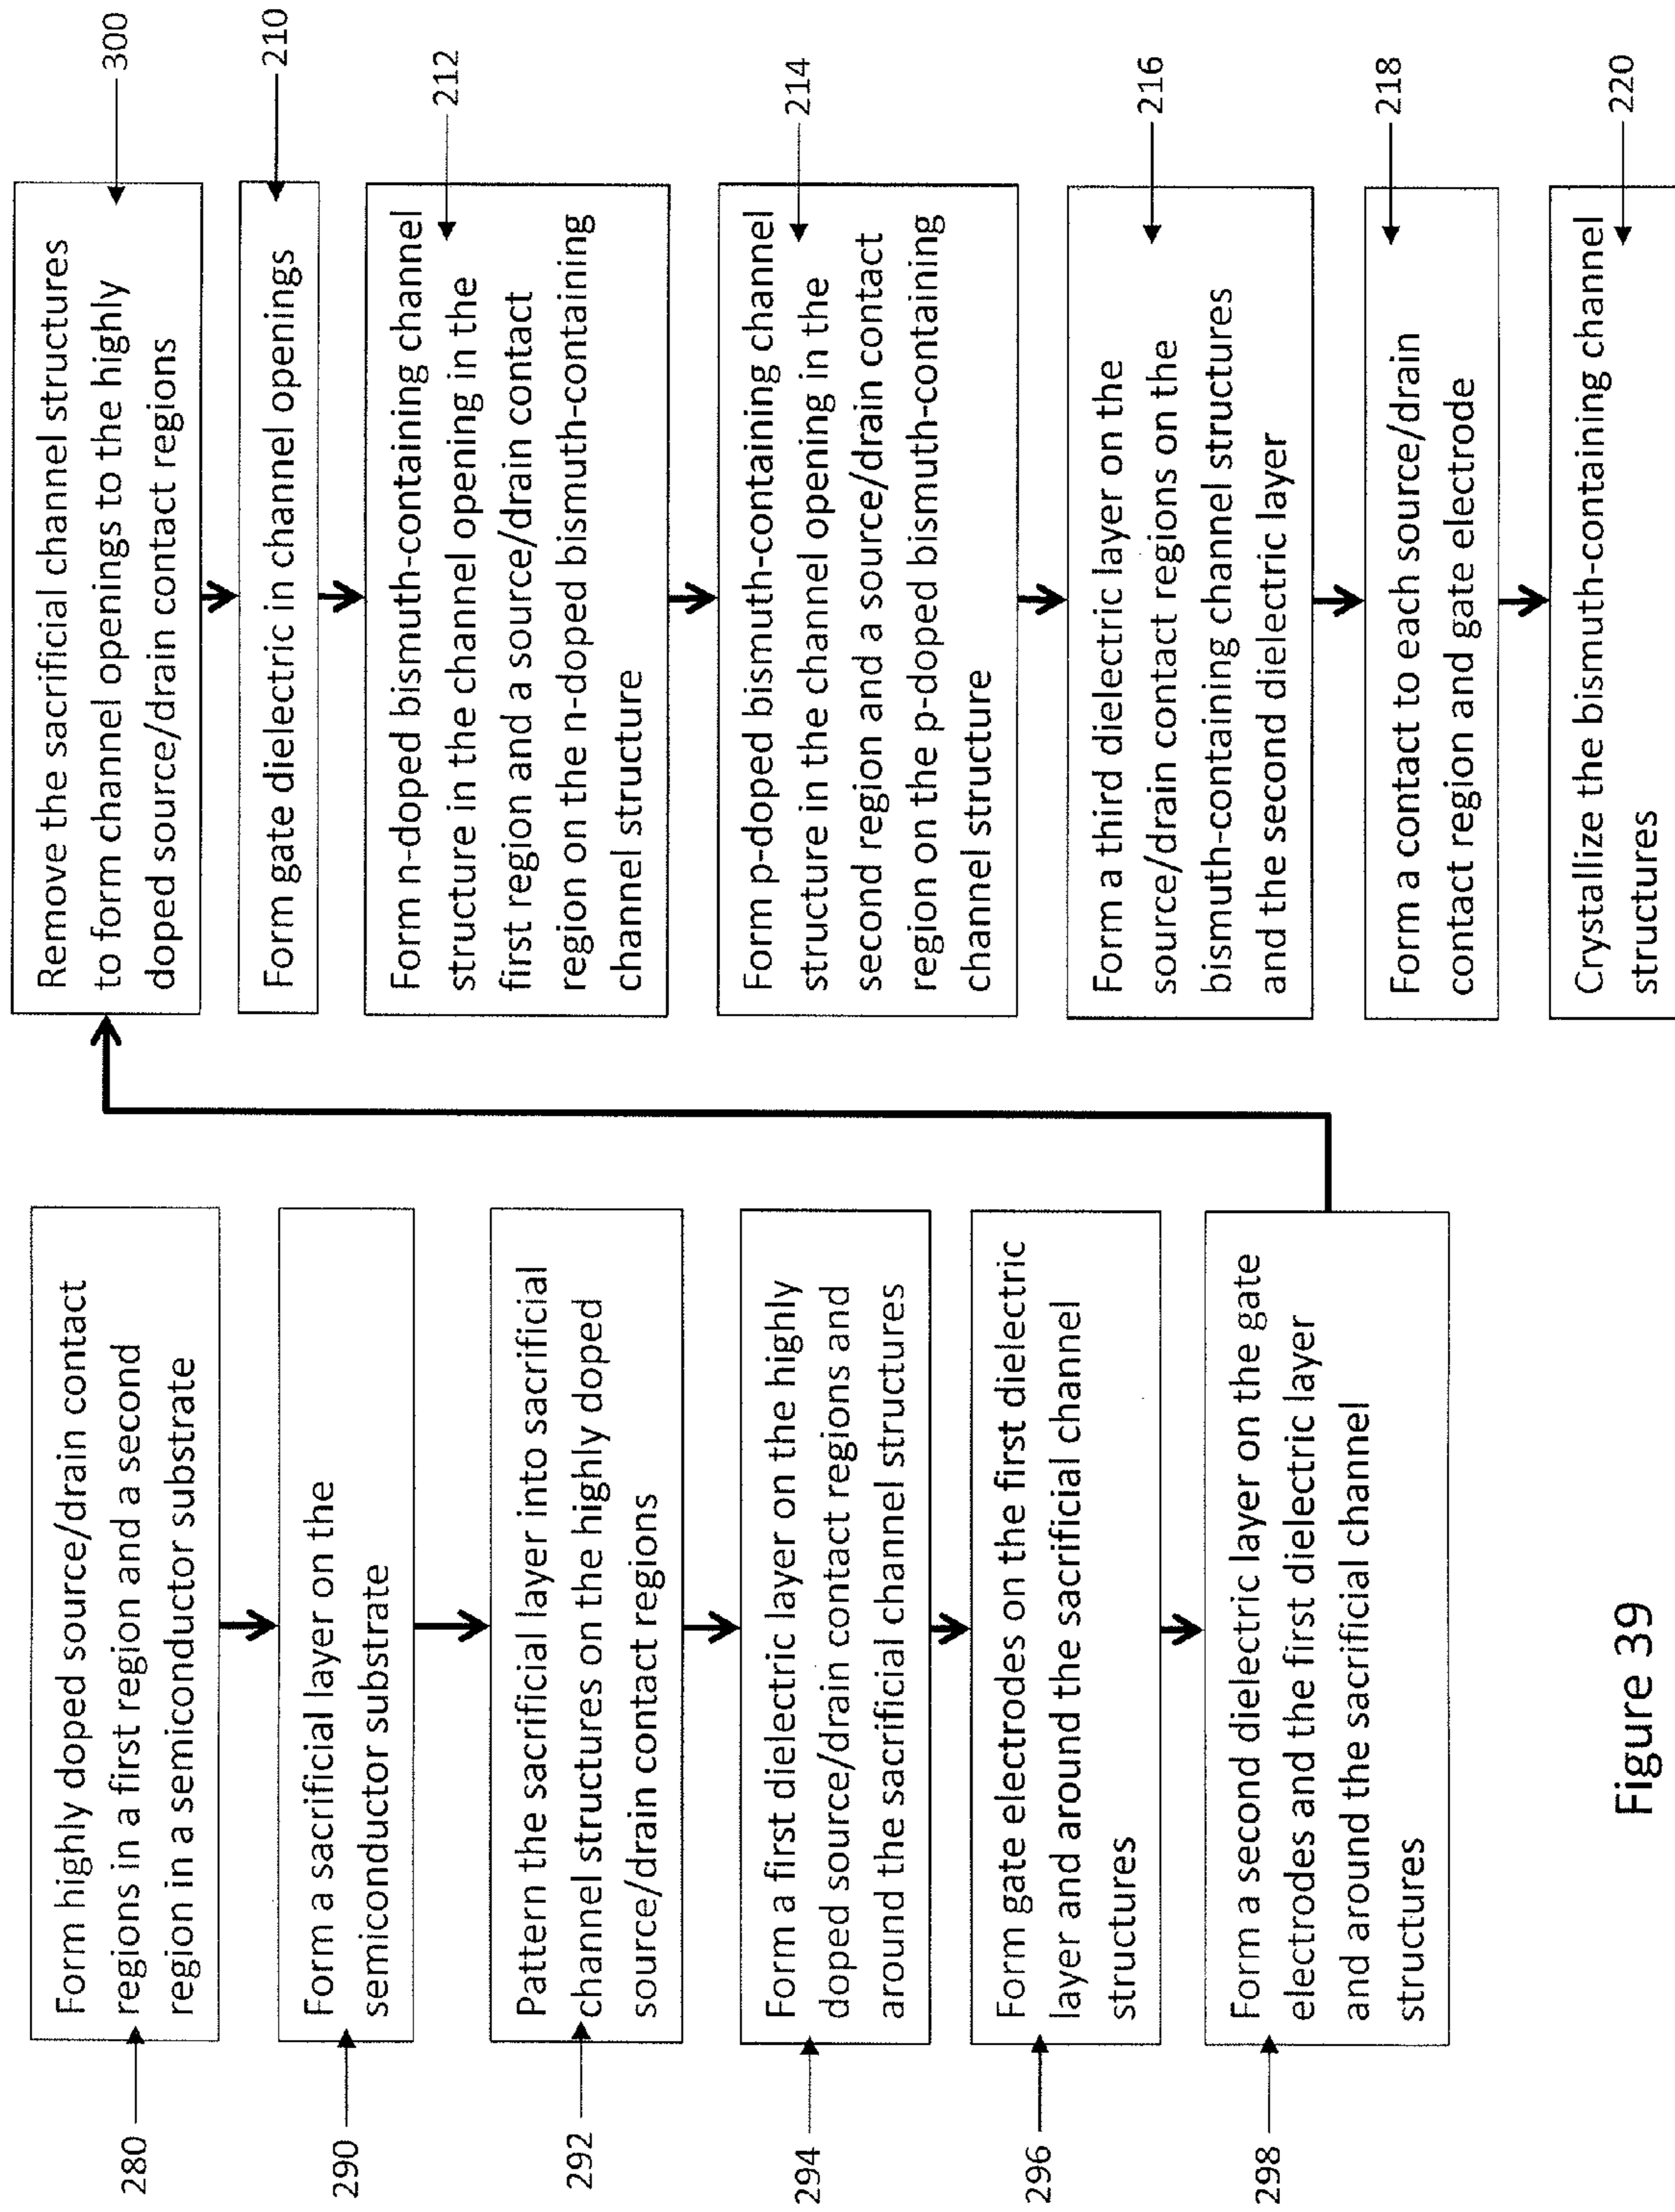 280
Form highly doped source/drain contact
regions in a first region and a second
region in a semiconductor substrate
290
Form a sacrificial layer on the
semiconductor substrate
292
Pattern the sacrificial layer into sacrificial
channel structures on the highly doped
source/drain contact regions
294
Form a first dielectric layer on the highly
doped source/drain contact regions and
around the sacrificial channel structures
296
Form gate electrodes on the first dielectric
layer and around the sacrificial channel
structures
298
Form a second dielectric layer on the gate
electrodes and the first dielectric layer
and around the sacrificial channel
structures
Remove the sacrificial channel structures
to form channel openings to the highly
doped source/drain contact regions
300
Form gate dielectric in channel openings
210
Form n-doped bismuth-containing channel
structure in the channel opening in the
first region and a source/drain contact
region on the n-doped bismuth-containing
channel structure
212
Form p-doped bismuth-containing channel
structure in the channel opening in the
second region and a source/drain contact
region on the p-doped bismuth-containing
channel structure
214
Form a third dielectric layer on the
source/drain contact regions on the
bismuth-containing channel structures
and the second dielectric layer
216
Form a contact to each source/drain
contact region and gate electrode
218
Crystallize the bismuth-containing channel
structures
220
Figure 39